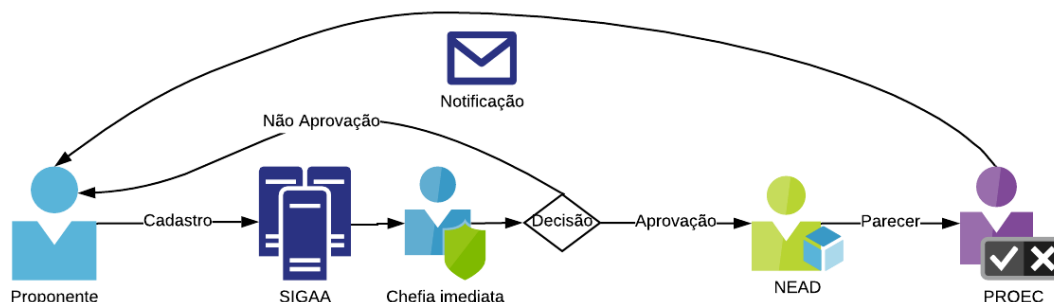 Notificação
Não Aprovação
Cadastro
Decisão
Aprovação
Parecer
Proponente
SIGAA
Chefia imediata
NEAD
PROEC